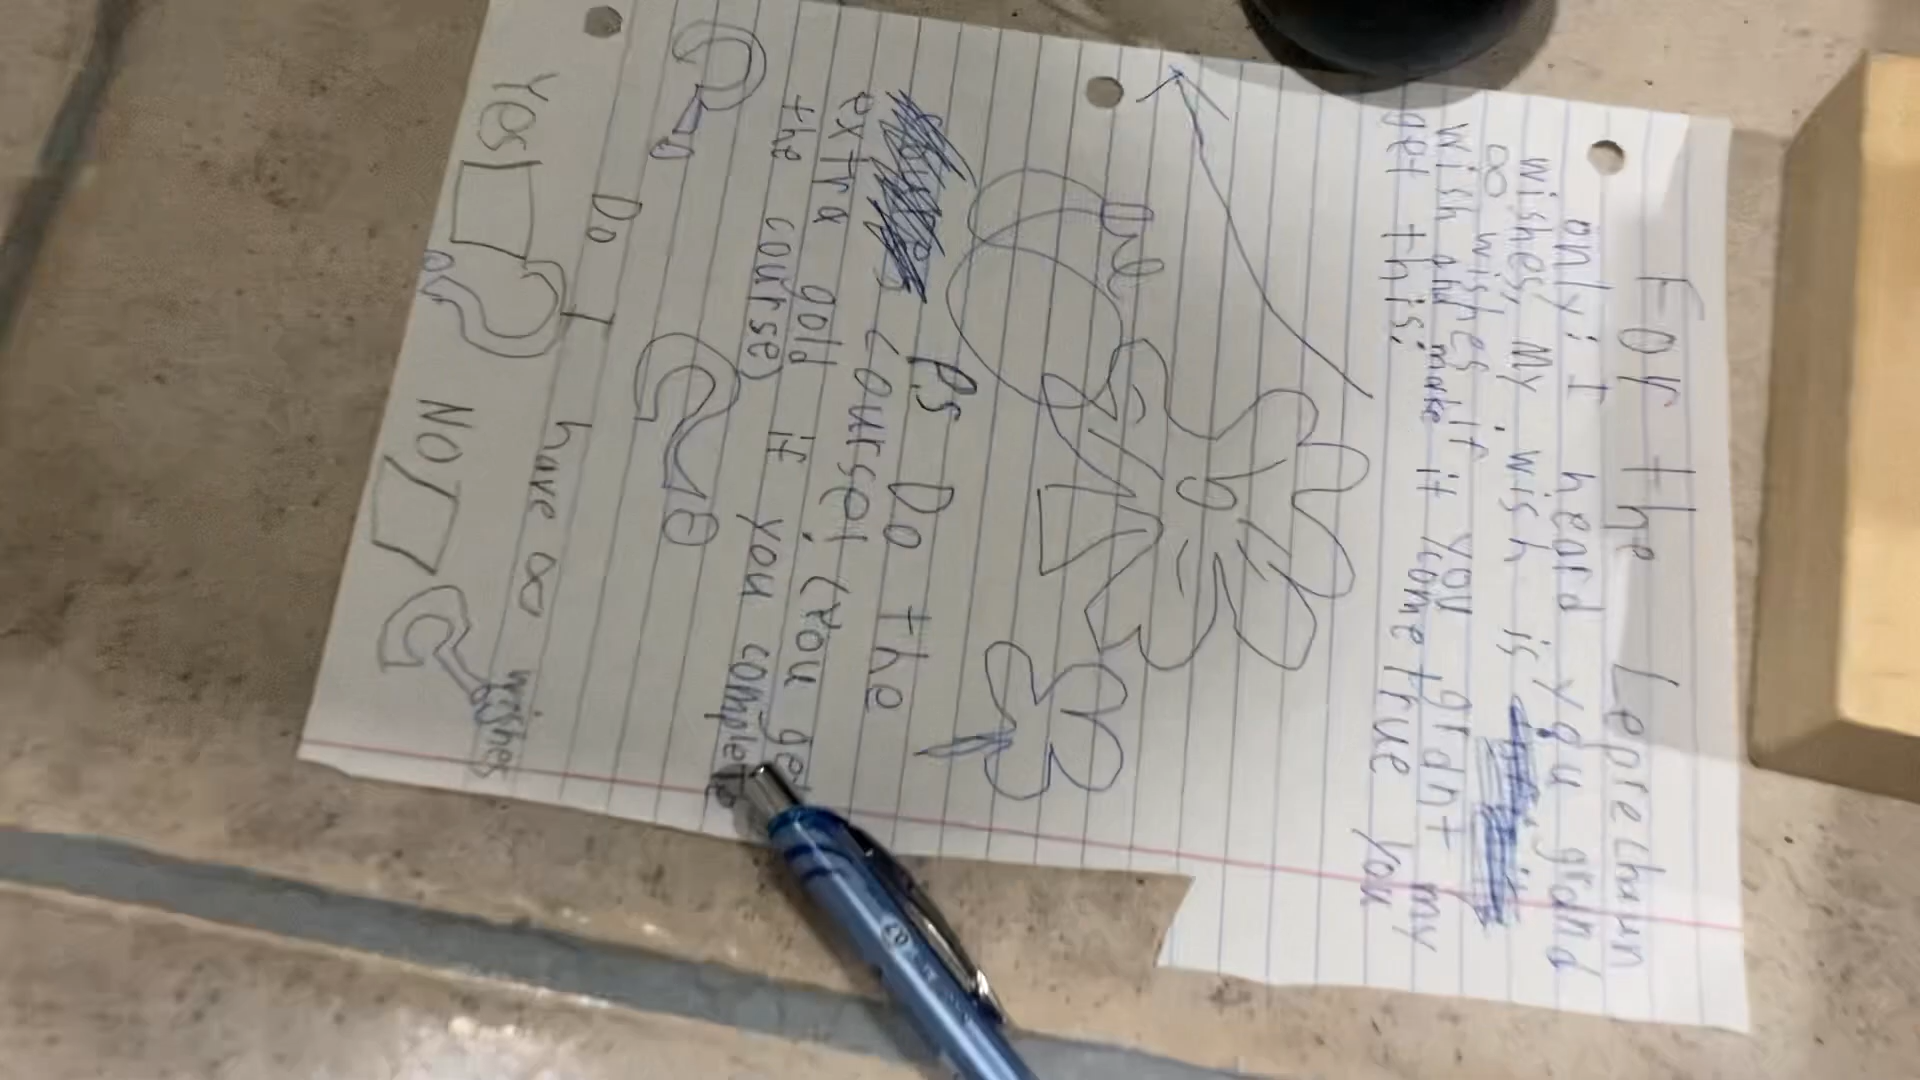 For the Leprechaun
only: I heard you grand
wishes, my wish is
∞ wishes if you grant my
wish and make it come true you
get this:
Ps Do the
course! (You get
extra gold if you complete
the course)
Do I have ∞ wishes
Yes No
0.7